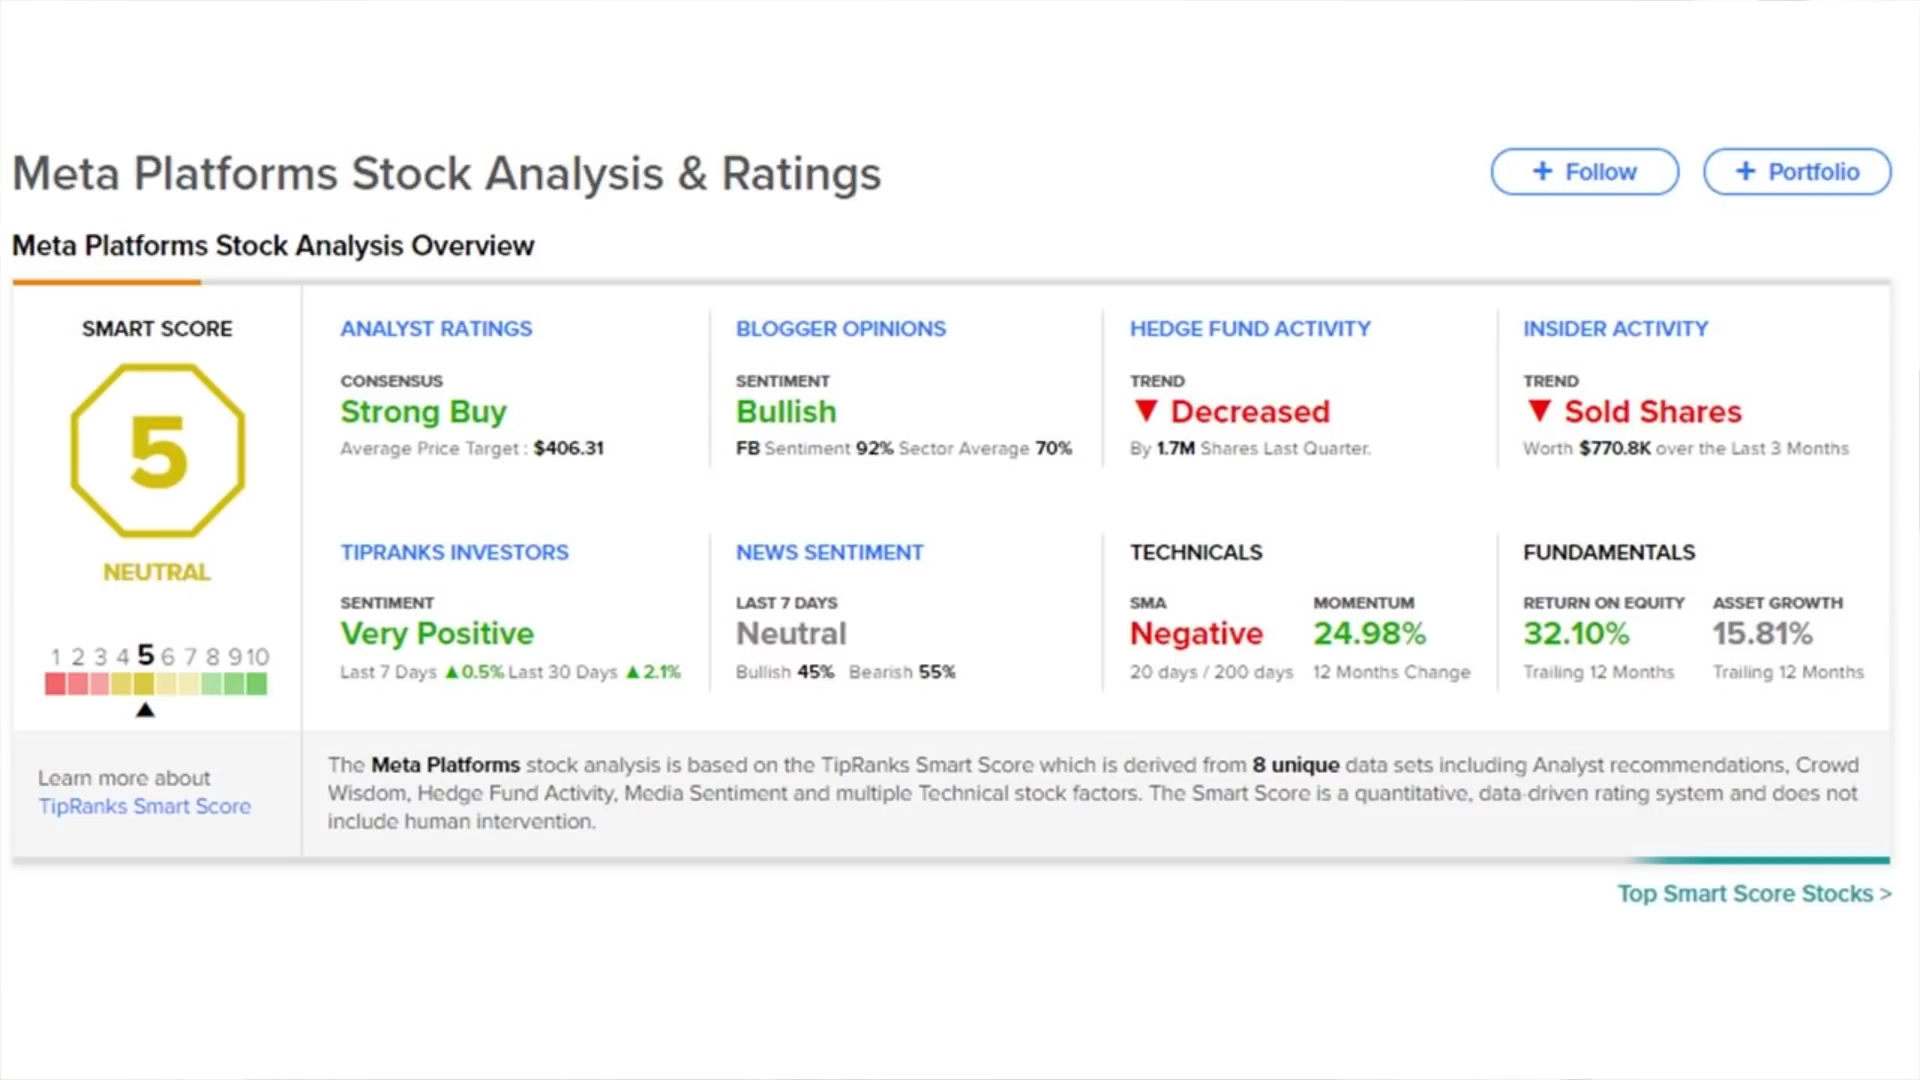 Meta Platforms Stock Analysis & Ratings
+ Follow
+ Portfolio
Meta Platforms Stock Analysis Overview
SMART SCORE
5
NEUTRAL
1 2 3 4 5 6 7 8 9 10
ANALYST RATINGS
CONSENSUS
Strong Buy
Average Price Target : $406.31
BLOGGER OPINIONS
SENTIMENT
Bullish
FB Sentiment 92% Sector Average 70%
HEDGE FUND ACTIVITY
TREND
▼ Decreased
By 1.7M Shares Last Quarter.
INSIDER ACTIVITY
TREND
▼ Sold Shares
Worth $770.8K over the Last 3 Months
TIPRANKS INVESTORS
SENTIMENT
Very Positive
Last 7 Days ▲0.5% Last 30 Days ▲2.1%
NEWS SENTIMENT
LAST 7 DAYS
Neutral
Bullish 45% Bearish 55%
TECHNICALS
SMA
Negative
20 days / 200 days
MOMENTUM
24.98%
12 Months Change
FUNDAMENTALS
RETURN ON EQUITY
32.10%
Trailing 12 Months
ASSET GROWTH
15.81%
Trailing 12 Months
Learn more about
TipRanks Smart Score
The Meta Platforms stock analysis is based on the TipRanks Smart Score which is derived from 8 unique data sets including Analyst recommendations, Crowd
Wisdom, Hedge Fund Activity, Media Sentiment and multiple Technical stock factors. The Smart Score is a quantitative, data-driven rating system and does not
include human intervention.
Top Smart Score Stocks >